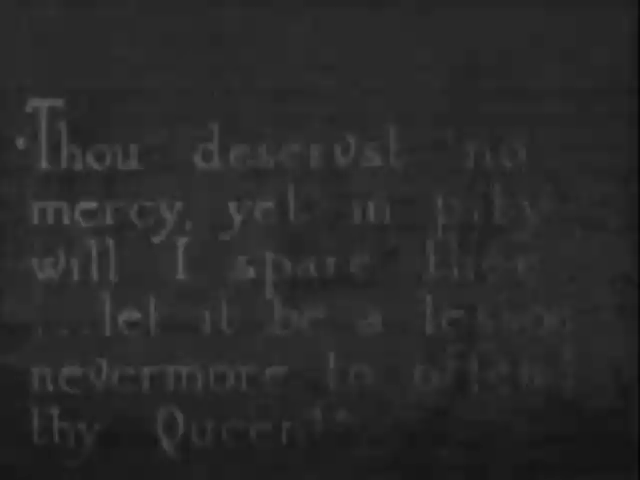 "Thou deservst no
mercy, yet in pity
will I spare thee
...let it be a lesson
nevermore to offend
thy Queen!"